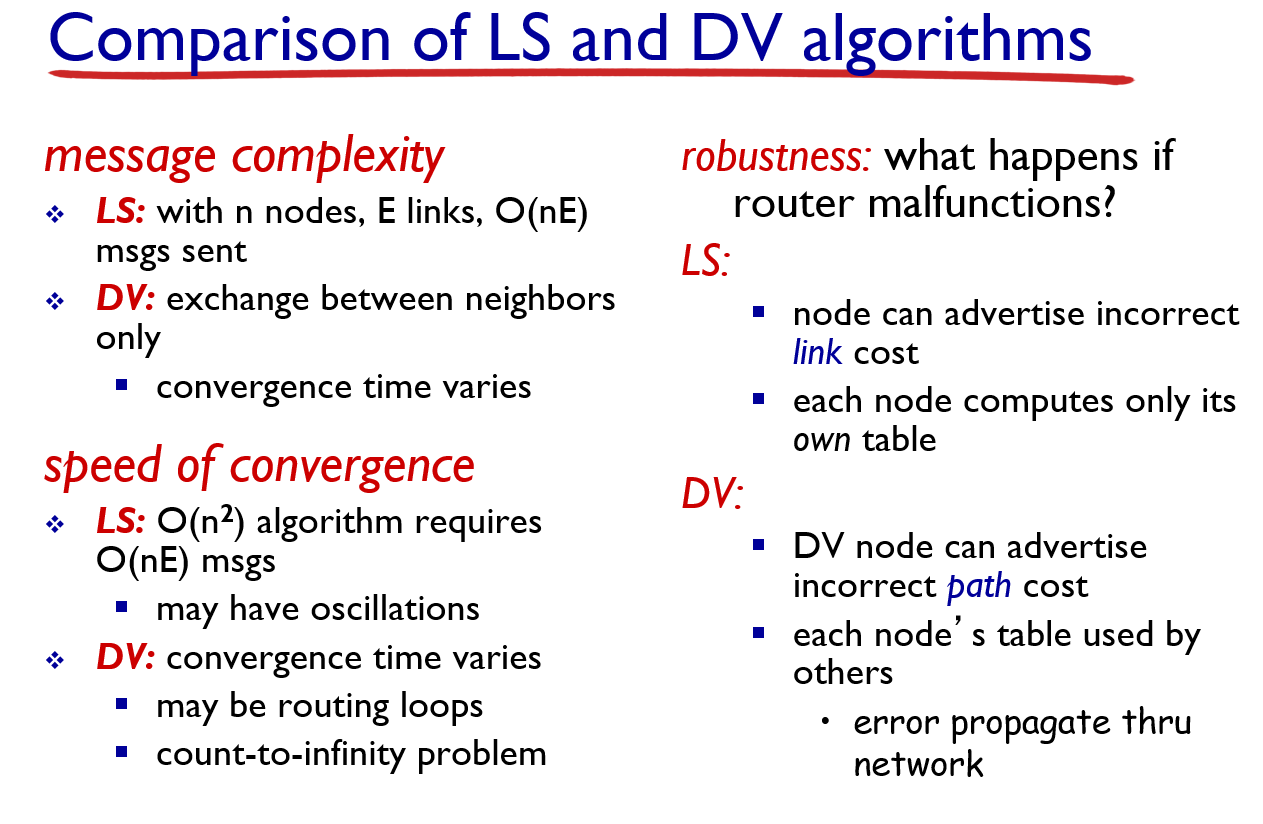 Comparison of LS and DV algorithms
message complexity
LS: with n nodes, E links, O(nE)
msgs sent
DV: exchange between neighbors
only
convergence time varies
speed of convergence
LS: O(n²) algorithm requires
O(nE) msgs
may have oscillations
DV: convergence time varies
may be routing loops
count-to-infinity problem
robustness: what happens if
router malfunctions?
LS:
node can advertise incorrect
link cost
each node computes only its
own table
DV:
DV node can advertise
incorrect path cost
each node’s table used by
others
error propagate thru
network